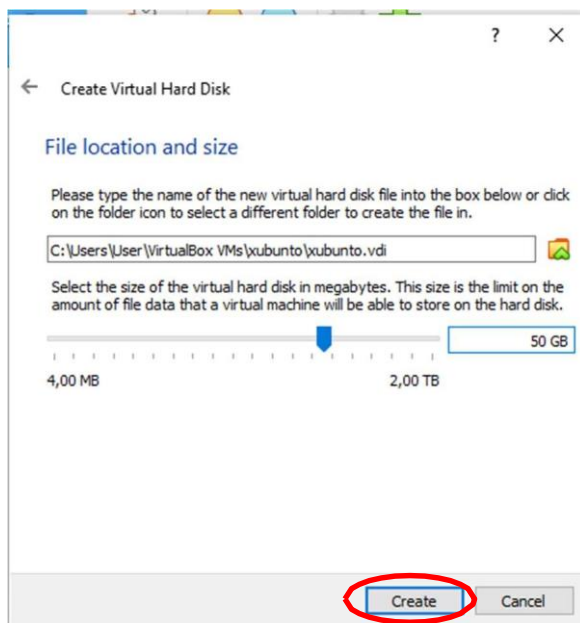 ?
Create Virtual Hard Disk
File location and size
Please type the name of the new virtual hard disk file into the box below or click
on the folder icon to select a different folder to create the file in.
C:\Users\User\VirtualBox VMs\xubunto\xubunto.vdi
Select the size of the virtual hard disk in megabytes. This size is the limit on the
amount of file data that a virtual machine will be able to store on the hard disk.
50 GB
4,00 MB 2,00 TB
Create Cancel